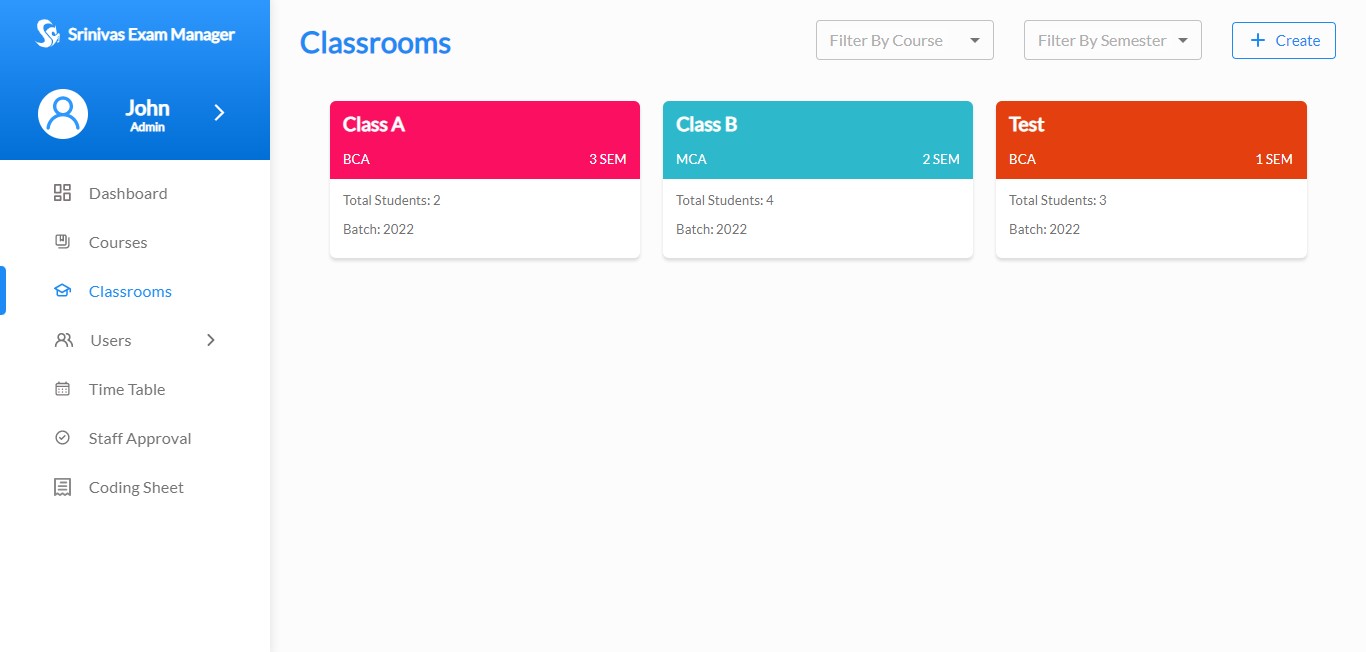 Srinivas Exam Manager
John
Admin
Dashboard
Courses
Classrooms
Users
Time Table
Staff Approval
Coding Sheet
Classrooms
Filter By Course
Filter By Semester
Create
Class A
BCA 3 SEM
Total Students: 2
Batch: 2022
Class B
MCA 2 SEM
Total Students: 4
Batch: 2022
Test
BCA 1 SEM
Total Students: 3
Batch: 2022